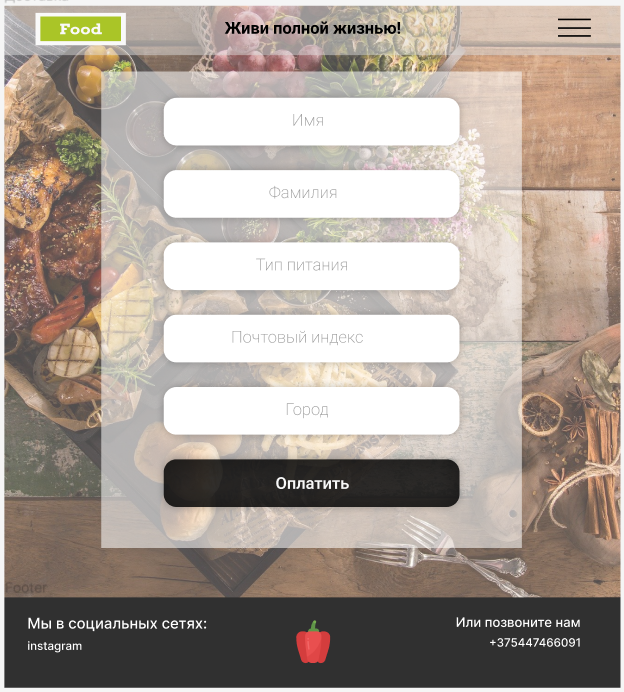 Food
Живи полной жизнью!
Имя
Фамилия
Тип питания
Почтовый индекс
Город
Оплатить
Footer
Мы в социальных сетях:
instagram
Или позвоните нам
+375447466091